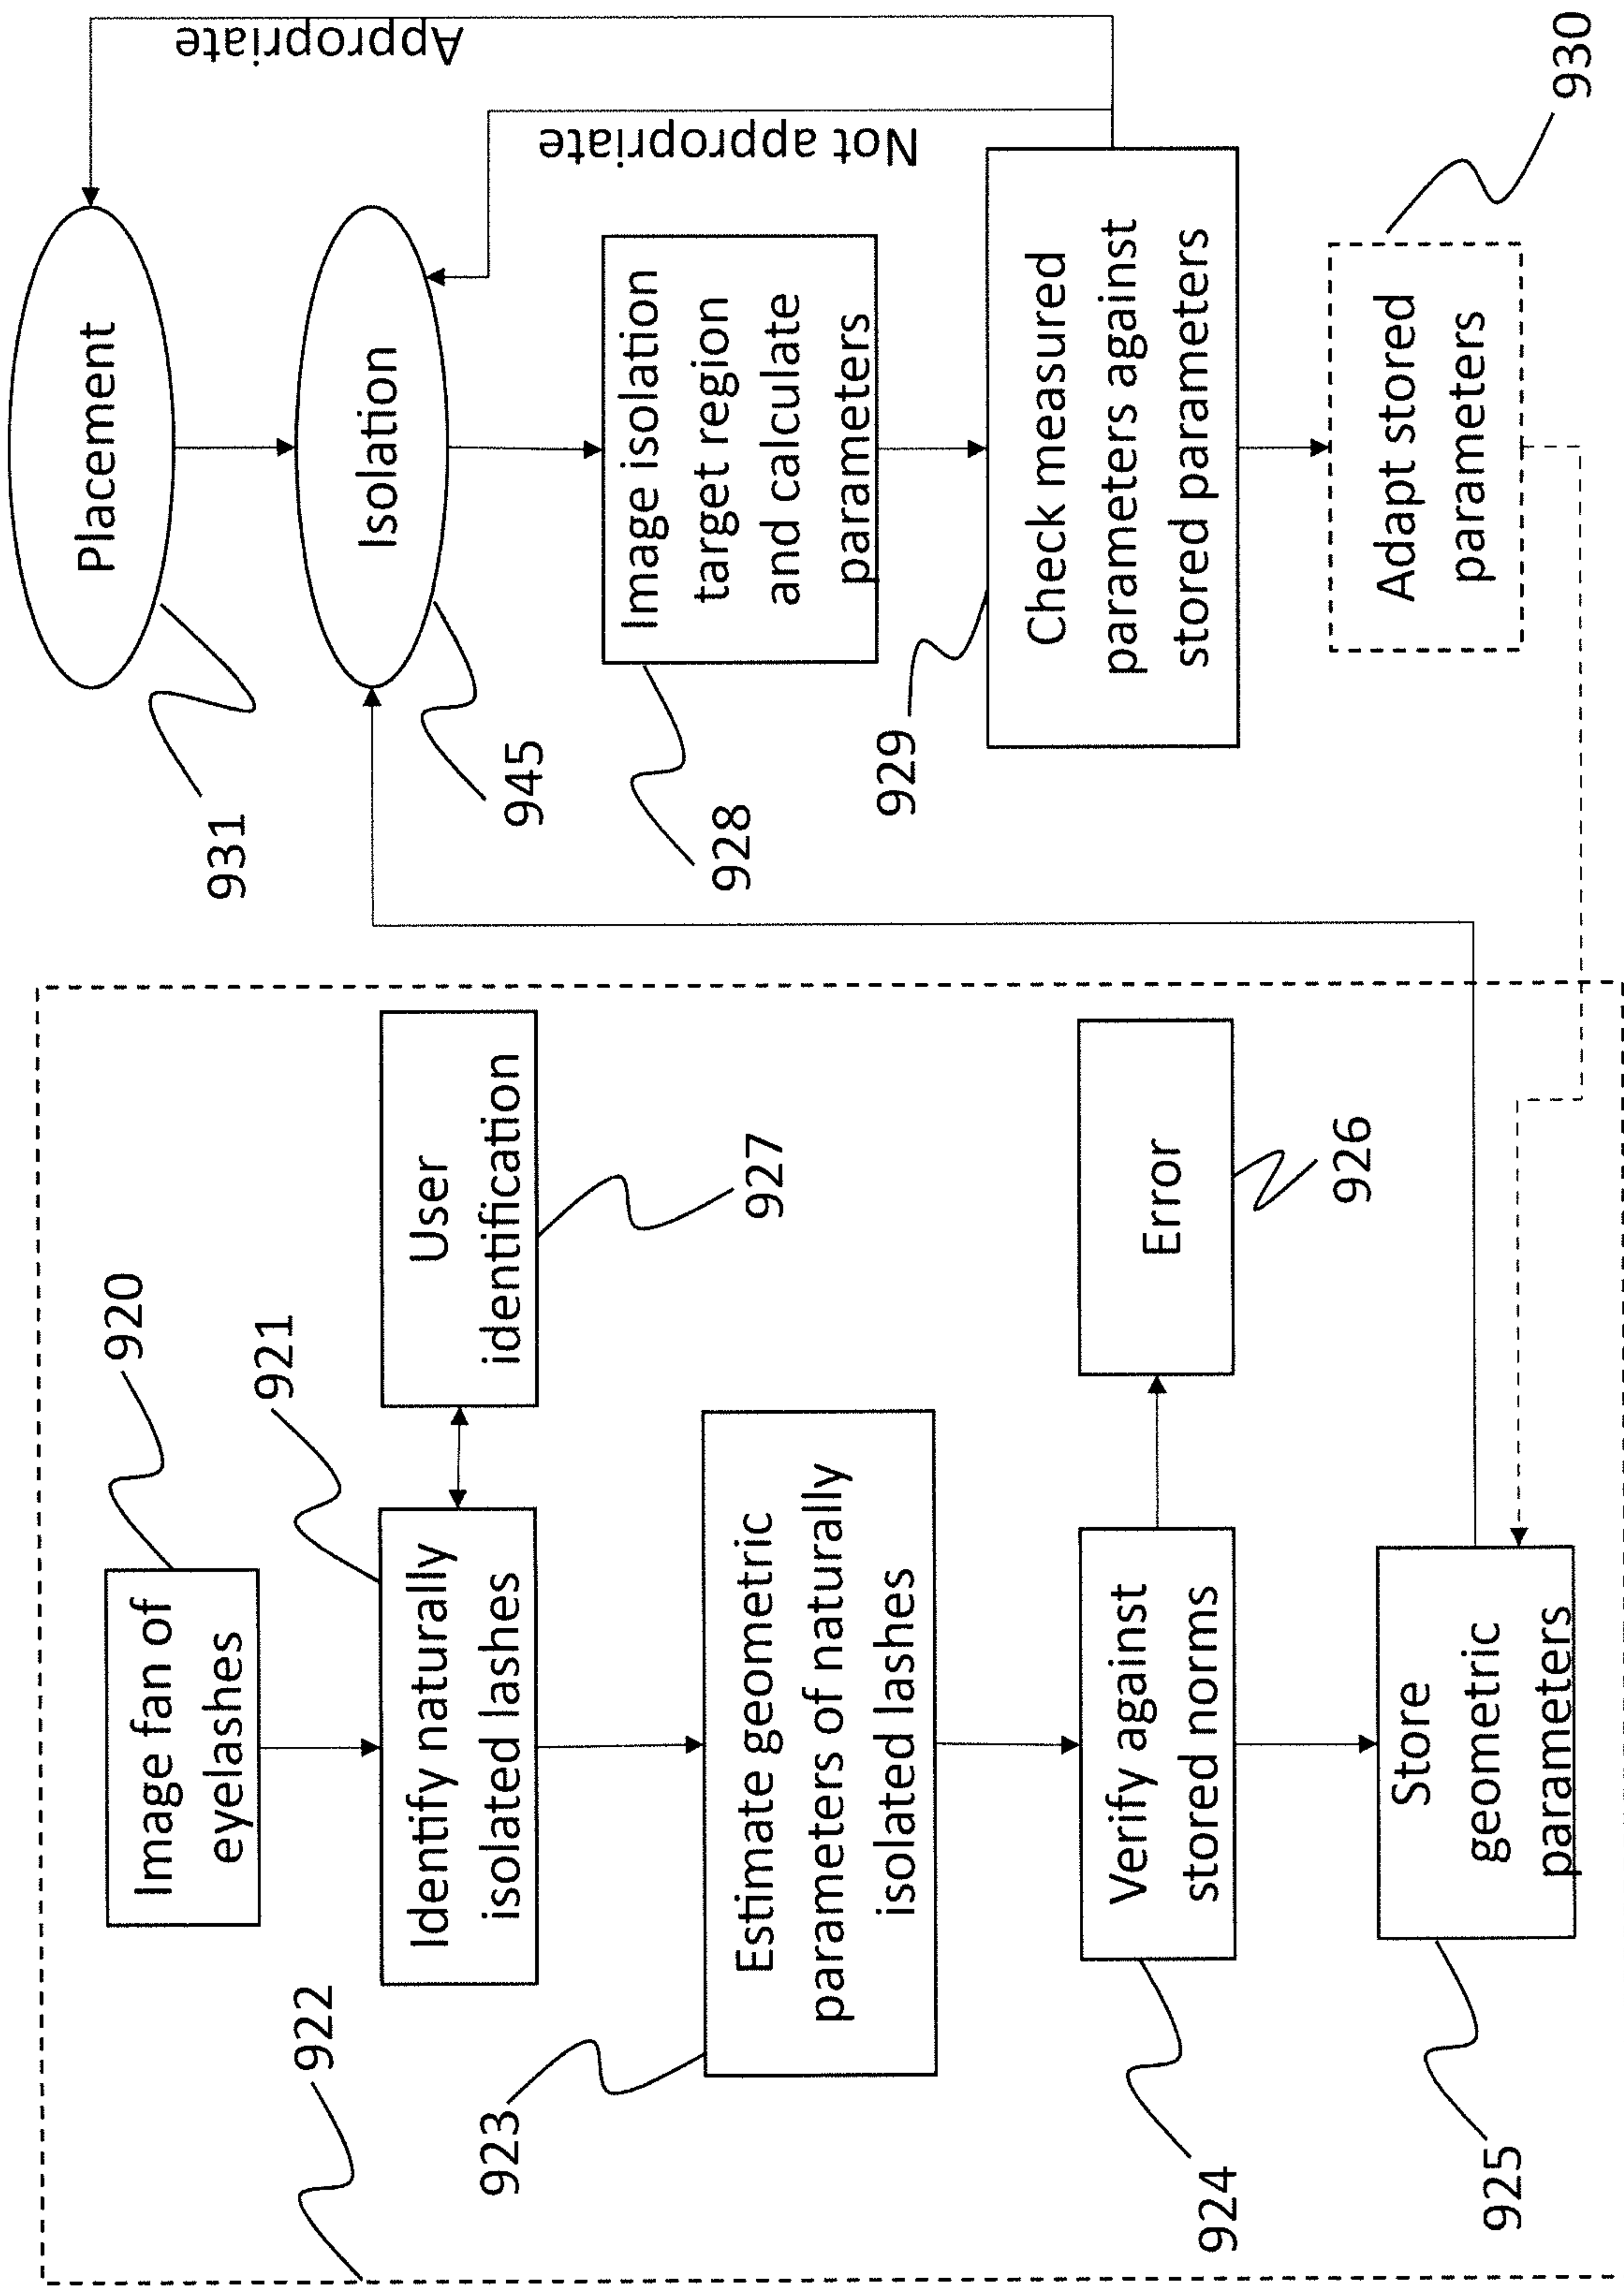 922
920
Image fan of
eyelashes
921
Identify naturally
isolated lashes
User
identification
927
923
Estimate geometric
parameters of naturally
isolated lashes
924
Verify against
stored norms
Error
926
925
Store
geometric
parameters
931
Placement
Appropriate
945
Isolation
Not appropriate
928
Image isolation
target region
and calculate
parameters
929
Check measured
parameters against
stored parameters
Adapt stored
parameters
930